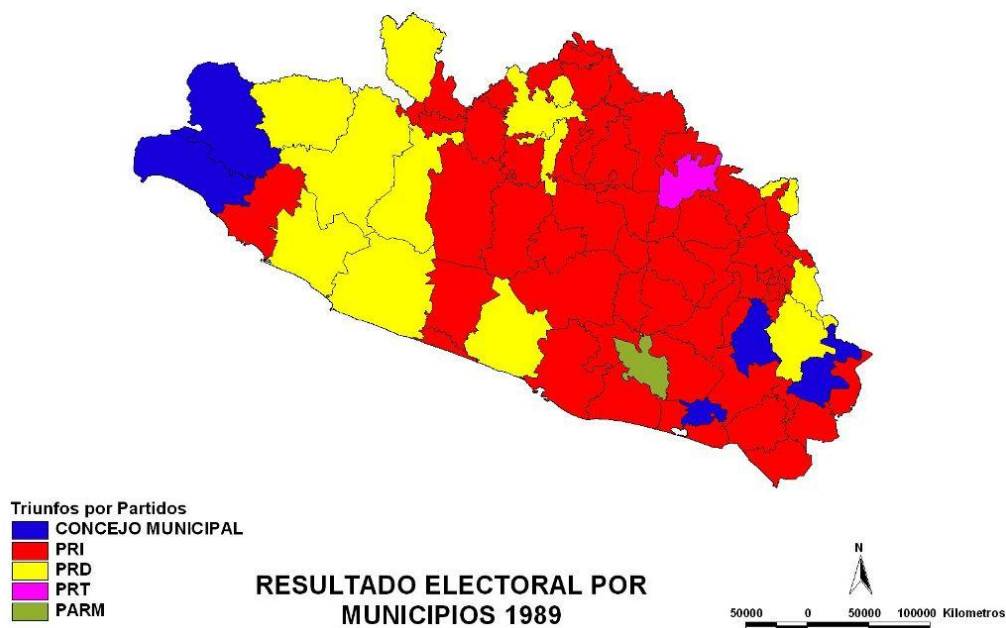 Triunfos por Partidos
CONCEJO MUNICIPAL
PRI
PRD
PRT
PARM
RESULTADO ELECTORAL POR
MUNICIPIOS 1989
N
50000 0 50000 100000 Kilometros